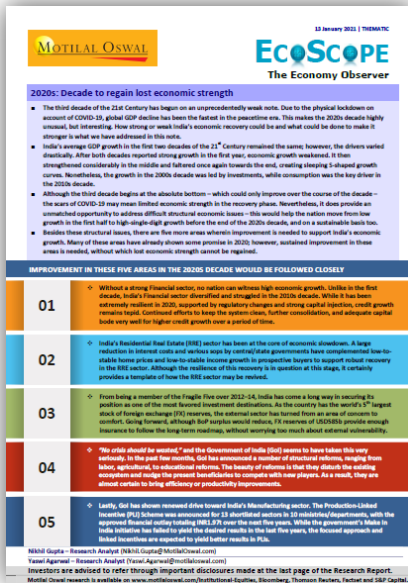 13 January 2021 | THEMATIC
MOTILAL OSWAL
ECOSCOPE
The Economy Observer
2020s: Decade to regain lost economic strength
The third decade of the 21st Century has begun on an unprecedentedly weak note. Due to the physical lockdown on
account of COVID-19, global GDP decline has been the fastest in the peacetime era. This makes the 2020s decade highly
unusual, but interesting. How strong or weak India's economic recovery could be and what could be done to make it
stronger is what we have addressed in this note.
India's average GDP growth in the first two decades of the 21st Century remained the same; however, the drivers varied
drastically. After both decades reported strong growth in the first year, economic growth weakened. It then
strengthened considerably in the middle and faltered once again towards the end, creating sleeping S-shaped growth
curves. Nonetheless, the growth in the 2000s decade was led by investments, while consumption was the key driver in
the 2010s decade.
Although the third decade begins at the absolute bottom – which could only improve over the course of the decade –
the scars of COVID-19 may mean limited economic strength in the recovery phase. Nevertheless, it does provide an
unmatched opportunity to address difficult structural economic issues – this would help the nation move from low
growth in the first half to high-single-digit growth before the end of the 2020s decade, and on a sustainable basis too.
Besides these structural issues, there are five more areas wherein improvement is needed to support India's economic
growth. Many of these have already shown some promise in 2020; however, sustained improvement in these
areas is needed, without which lost economic strength cannot be regained.
IMPROVEMENT IN THESE FIVE AREAS IN THE 2020S DECADE WOULD BE FOLLOWED CLOSELY
01
Without a strong Financial sector, no nation can witness high economic growth. Unlike in the first
decade, India's Financial sector diversified and struggled in the 2010s decade. While it has been
extremely resilient in 2020, supported by regulatory changes and strong capital injection, credit growth
remains tepid. Continued efforts to keep the system clean, further consolidation, and adequate capital
bode very well for higher credit growth over a period of time.
02
India's Residential Real Estate (RRE) sector has been at the core of economic slowdown. A large
reduction in interest costs and various sops by central/state governments have complemented low-to-
stable home prices and low-to-stable income growth in prospective buyers to support robust recovery
in the RRE sector. Although the resilience of this recovery is in question at this stage, it certainly
provides a template of how the RRE sector may be revived.
03
From being a member of the Fragile Five over 2012–14, India has come a long way in securing its
position as one of the most favored investment destinations. As the country has the world's 5th largest
stock of foreign exchange (FX) reserves, the external sector has turned from an area of concern to
comfort. Going forward, although BoP surplus would reduce, FX reserves of USD585b provide enough
insurance to follow the long-term roadmap, without worrying too much about external vulnerability.
04
"No crisis should be wasted," and the Government of India (GoI) seems to have taken this very
seriously. In the past few months, GoI has announced a number of structural reforms, ranging from
labor, agricultural, to educational reforms. The beauty of reforms is that they disturb the existing
ecosystem and nudge the present beneficiaries to compete with new players. As a result, they are
almost certain to bring efficiency or productivity improvements.
05
Lastly, GoI has shown renewed drive toward India's Manufacturing sector. The Production-Linked
Incentive (PLI) Scheme was announced for 13 shortlisted sectors in 10 ministries/departments, with the
approved financial outlay totaling INR1.97t over the next five years. While the government's Make in
India initiative has failed to yield the desired results in the last five years, the focused approach and
linked incentives are expected to yield better results in PLIs.
Nikhil Gupta – Research Analyst (Nikhil.Gupta@MotilalOswal.com)
Yaswi Agarwal – Research Analyst (Yaswi.Agarwal@motilaloswal.com)
Investors are advised to refer through important disclosures made at the last page of the Research Report.
Motilal Oswal research is available on www.motilaloswal.com/Institutional-Equities, Bloomberg, Thomson Reuters, Factset and S&P Capital.